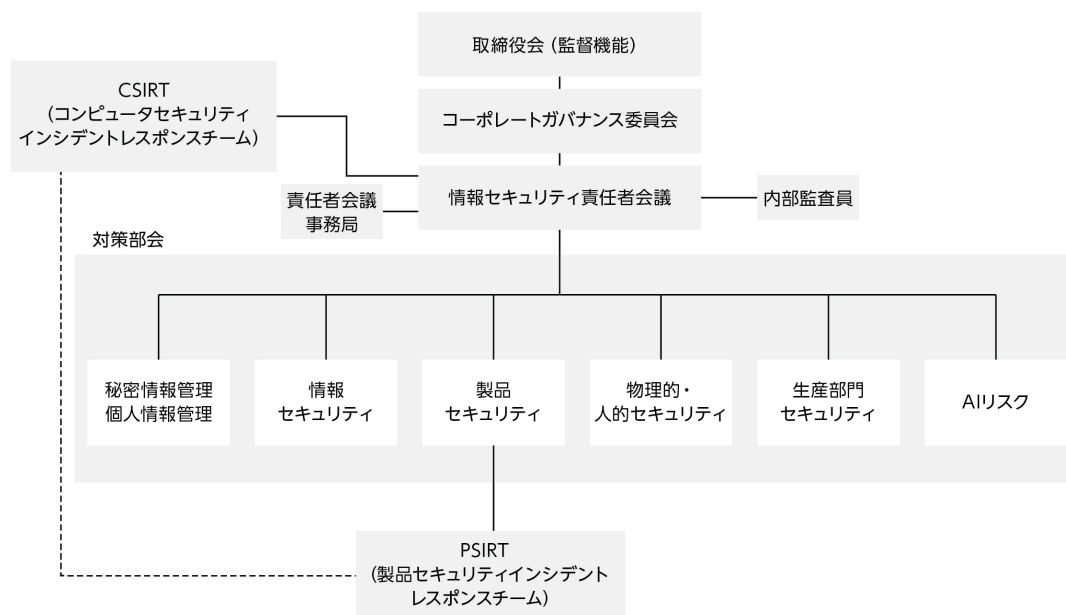 取締役会（監督機能）
CSIRT
（コンピュータセキュリティ
インシデントレスポンスチーム）
コーポレートガバナンス委員会
情報セキュリティ責任者会議
責任者会議
事務局
内部監査員
対策部会
秘密情報管理
個人情報管理
情報
セキュリティ
製品
セキュリティ
物理的・
人的セキュリティ
生産部門
セキュリティ
AIリスク
PSIRT
（製品セキュリティインシデント
レスポンスチーム）